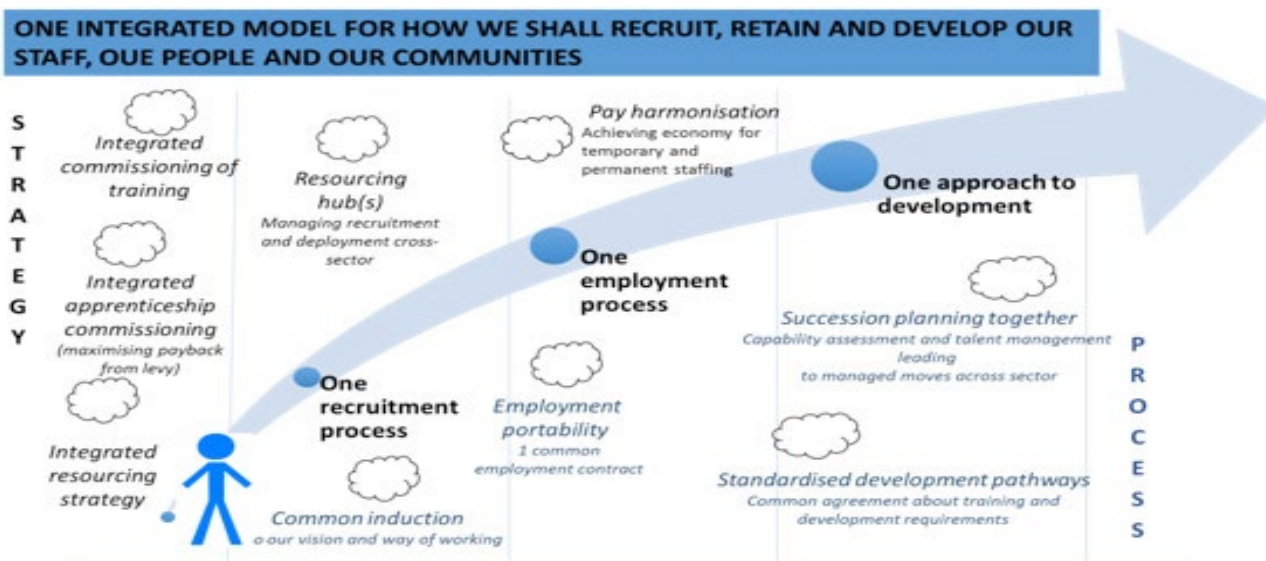 ONE INTEGRATED MODEL FOR HOW WE SHALL RECRUIT, RETAIN AND DEVELOP OUR
STAFF, OUE PEOPLE AND OUR COMMUNITIES
STRATEGY
Integrated
commissioning of
training
Integrated
apprenticeship
commissioning
(maximising payback
from levy)
Integrated
resourcing
strategy
Resourcing
hub(s)
Managing recruitment
and deployment cross-
sector
One
recruitment
process
Common induction
o our vision and way of working
Pay harmonisation
Achieving economy for
temporary and
permanent staffing
One
employment
process
Employment
portability
1 common
employment contract
One approach to
development
Succession planning together
Capability assessment and talent management
leading
to managed moves across sector
Standardised development pathways
Common agreement about training and
development requirements
PROCESS